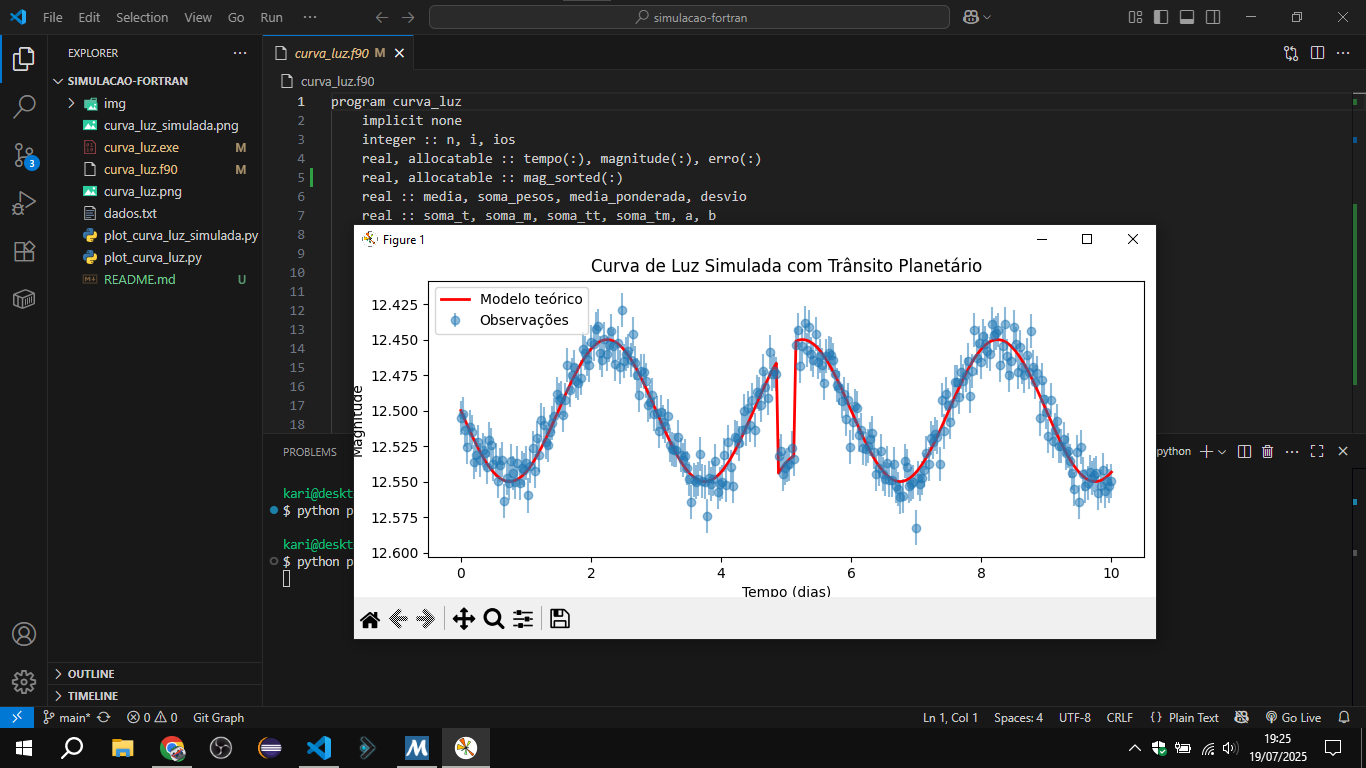 File Edit Selection View Go Run ···
simulacao-fortran
EXPLORER
SIMULACAO-FORTRAN
img
curva_luz_simulada.png
curva_luz.exe M
curva_luz.f90 M
curva_luz.png
dados.txt
plot_curva_luz_simulada.py
plot_curva_luz.py
README.md U
OUTLINE
TIMELINE
3
curva_luz.f90 M
curva_luz.f90
1 program curva_luz
2 implicit none
3 integer :: n, i, ios
4 real, allocatable :: tempo(:), magnitude(:), erro(:)
5 real, allocatable :: mag_sorted(:)
6 real :: media, soma_pesos, media_ponderada, desvio
7 real :: soma_t, soma_m, soma_tt, soma_tm, a, b
8
9
10
11
12
13
14
15
16
17
18
Figure 1
Curva de Luz Simulada com Trânsito Planetário
Modelo teórico
Observações
Magnitude
12.425
12.450
12.475
12.500
12.525
12.550
12.575
12.600
0 2 4 6 8 10
Tempo (dias)
PROBLEMS
python
kari@deskt
$ python p
kari@deskt
$ python p
main*
0 0
Git Graph
Ln 1, Col 1
Spaces: 4
UTF-8
CRLF
{ } Plain Text
Go Live
M
19:25
19/07/2025